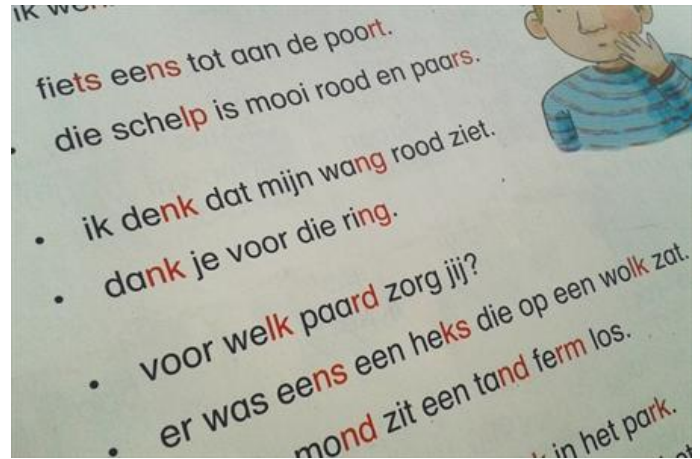 ik
fiets eens tot aan de poort.
die schelp is mooi rood en paars.
ik denk dat mijn wang rood ziet.
dank je voor die ring.
voor welk paard zorg jij?
er was eens een heks die op een wolk zat.
mond zit een tand ferm los.
in het park.